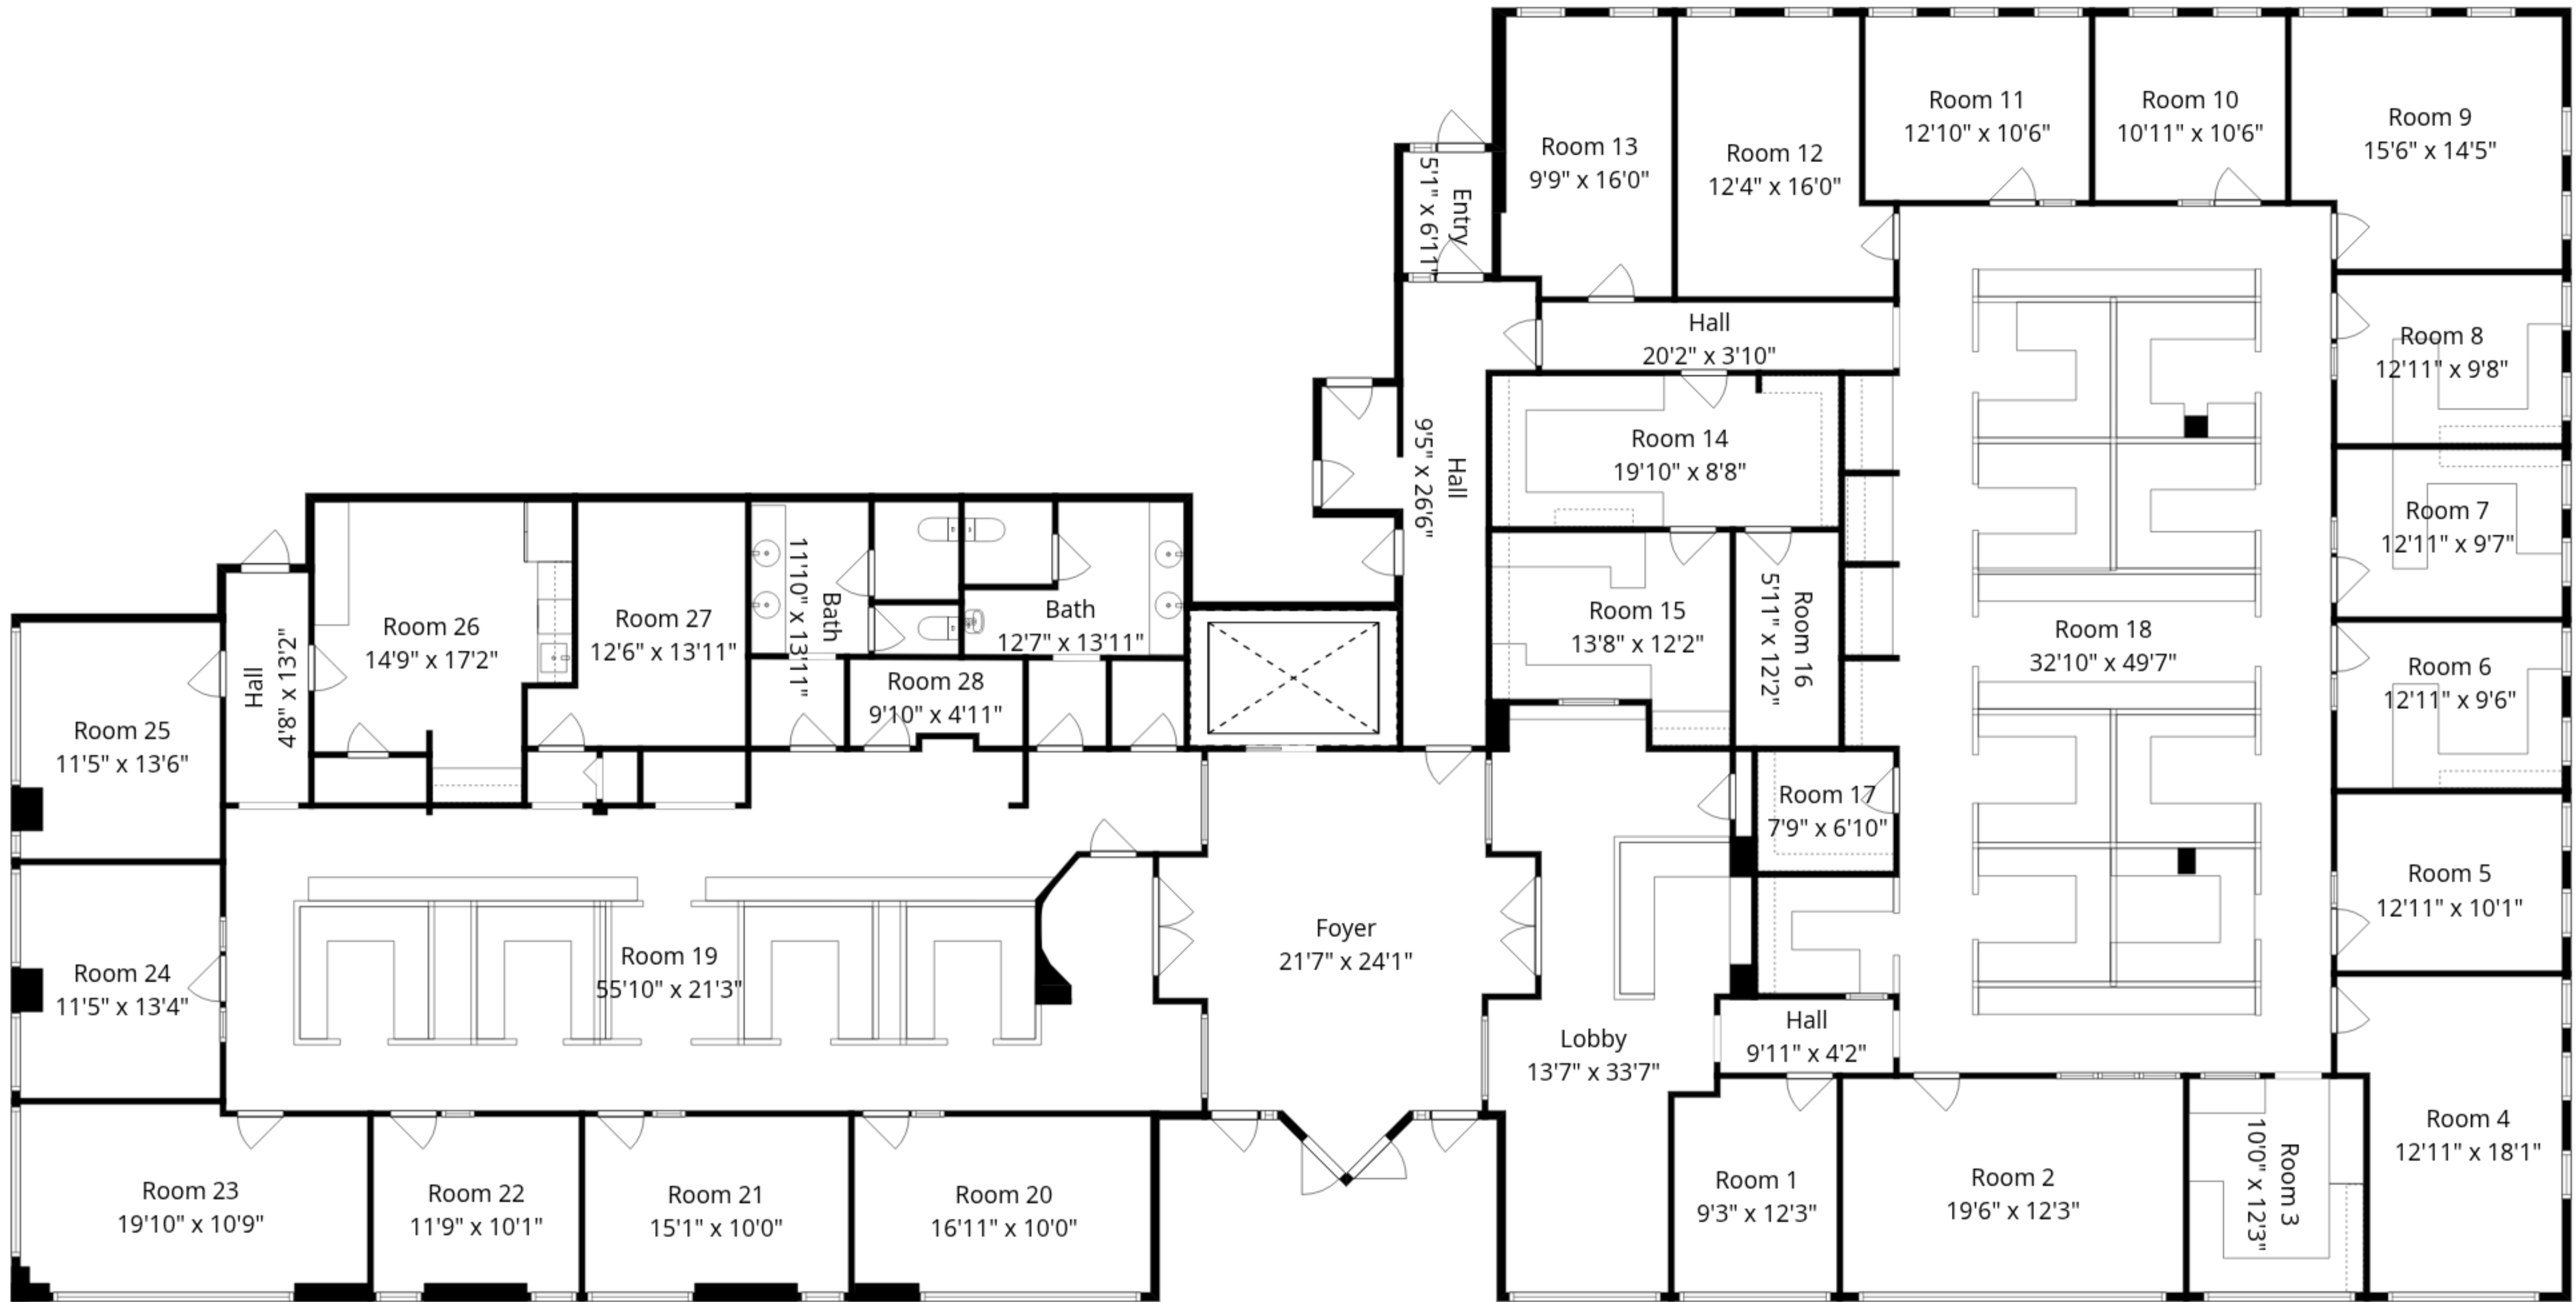 Room 13
9'9" x 16'0"
Room 12
12'4" x 16'0"
Room 11
12'10" x 10'6"
Room 10
10'11" x 10'6"
Room 9
15'6" x 14'5"
Entry
5'1" x 6'11"
Hall
20'2" x 3'10"
Room 8
12'11" x 9'8"
Hall
9'5" x 26'6"
Room 14
19'10" x 8'8"
Room 7
12'11" x 9'7"
Room 26
14'9" x 17'2"
Room 27
12'6" x 13'11"
Bath
11'10" x 13'11"
Bath
12'7" x 13'11"
Room 15
13'8" x 12'2"
Room 16
5'11" x 12'2"
Room 18
32'10" x 49'7"
Room 6
12'11" x 9'6"
Hall
4'8" x 13'2"
Room 28
9'10" x 4'11"
Room 25
11'5" x 13'6"
Room 17
7'9" x 6'10"
Room 5
12'11" x 10'1"
Room 24
11'5" x 13'4"
Room 19
55'10" x 21'3"
Foyer
21'7" x 24'1"
Lobby
13'7" x 33'7"
Hall
9'11" x 4'2"
Room 4
12'11" x 18'1"
Room 23
19'10" x 10'9"
Room 22
11'9" x 10'1"
Room 21
15'1" x 10'0"
Room 20
16'11" x 10'0"
Room 1
9'3" x 12'3"
Room 2
19'6" x 12'3"
Room 3
10'0" x 12'3"